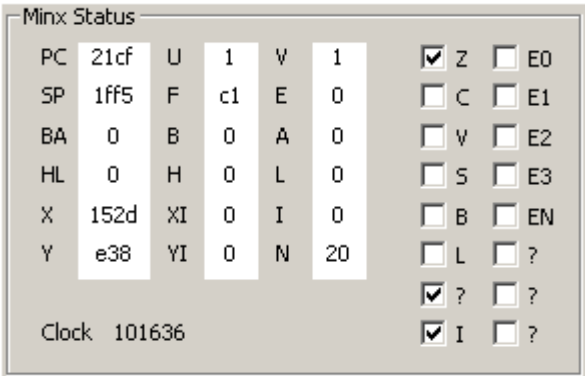 Minx Status
PC 21cf U 1 V 1 Z E0
SP 1ff5 F c1 E 0 C E1
BA 0 B 0 A 0 V E2
HL 0 H 0 L 0 S E3
X 152d XI 0 I 0 B EN
Y e38 YI 0 N 20 L ?
? ?
Clock 101636 I ?